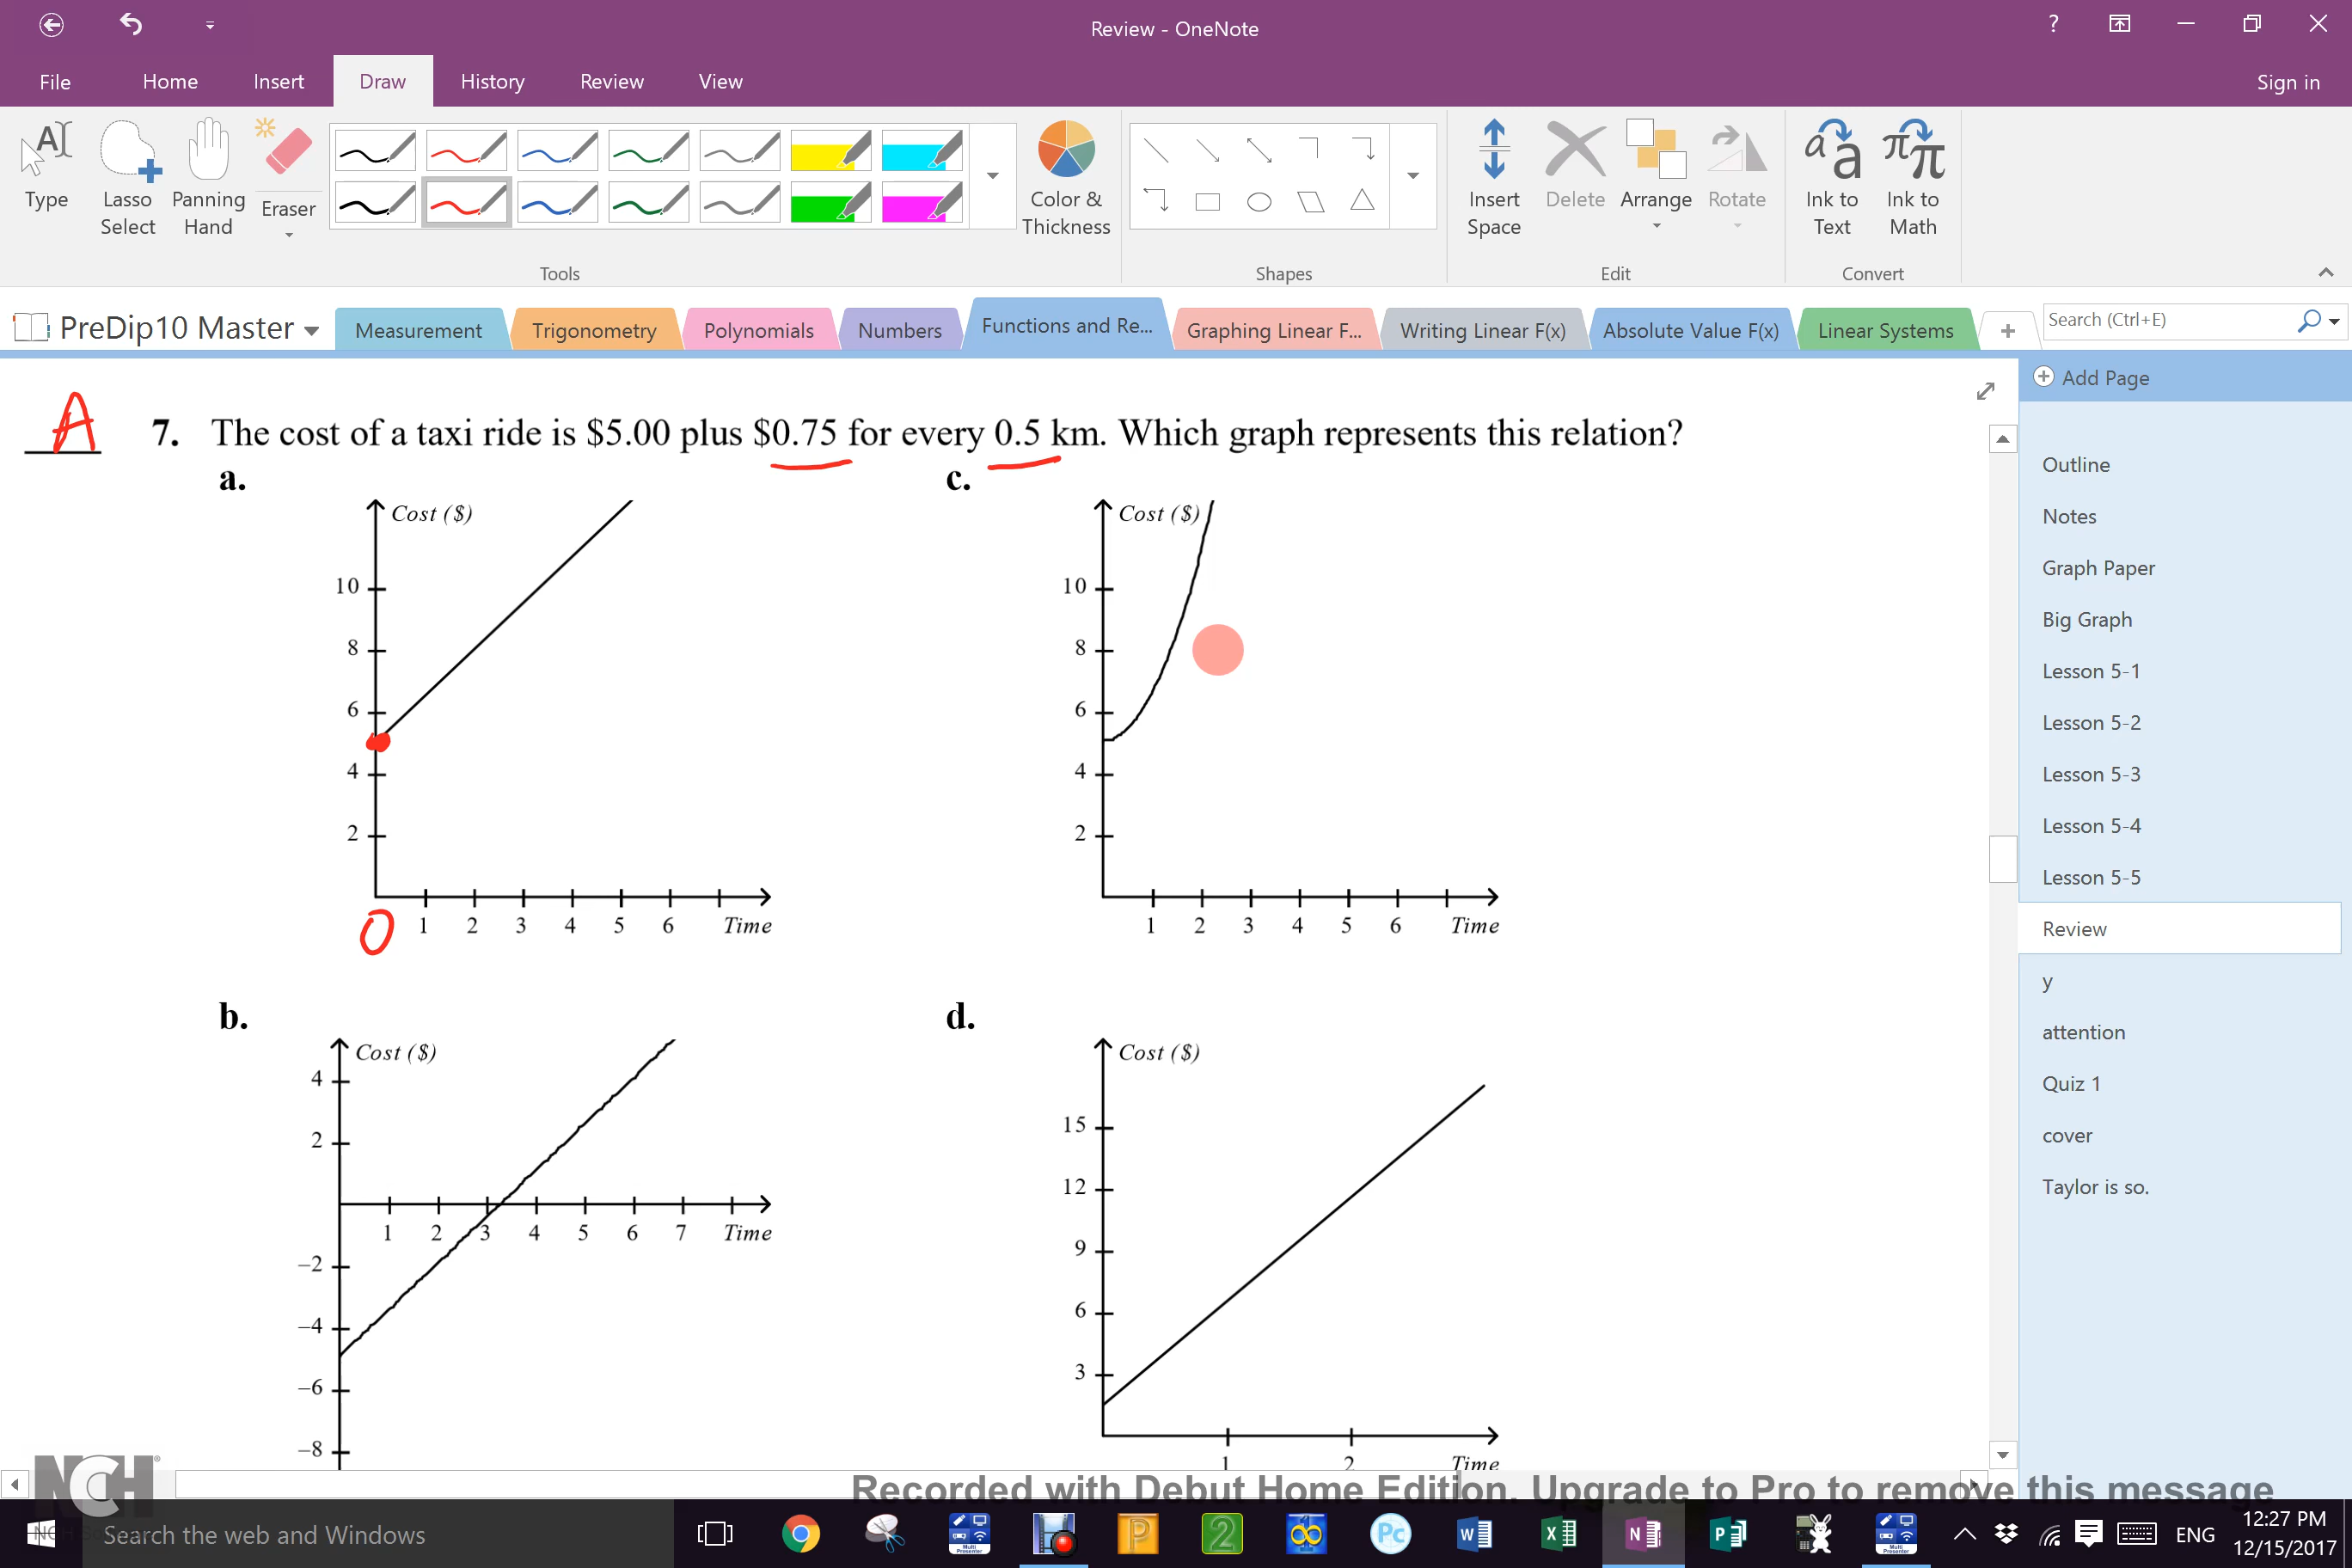 Review - OneNote
?
File Home Insert Draw History Review View Sign in
Type
Lasso Select
Panning Hand
Eraser
Color & Thickness
Insert Space
Delete
Arrange
Rotate
Ink to Text
Ink to Math
Tools Shapes Edit Convert
PreDip10 Master Measurement Trigonometry Polynomials Numbers Functions and Re... Graphing Linear F... Writing Linear F(x) Absolute Value F(x) Linear Systems + Search (Ctrl+E)
Add Page
A 7. The cost of a taxi ride is $5.00 plus $0.75 for every 0.5 km. Which graph represents this relation?
a.
Cost ($)
10
8
6
4
2
0 1 2 3 4 5 6 Time
c.
Cost ($)
10
8
6
4
2
1 2 3 4 5 6 Time
b.
Cost ($)
4
2
1 2 3 4 5 6 7 Time
-2
-4
-6
-8
d.
Cost ($)
15
12
9
6
3
1 2 Time
Outline
Notes
Graph Paper
Big Graph
Lesson 5-1
Lesson 5-2
Lesson 5-3
Lesson 5-4
Lesson 5-5
Review
y
attention
Quiz 1
cover
Taylor is so.
NCH
Recorded with Debut Home Edition. Upgrade to Pro to remove this message
Search the web and Windows
ENG
12:27 PM
12/15/2017